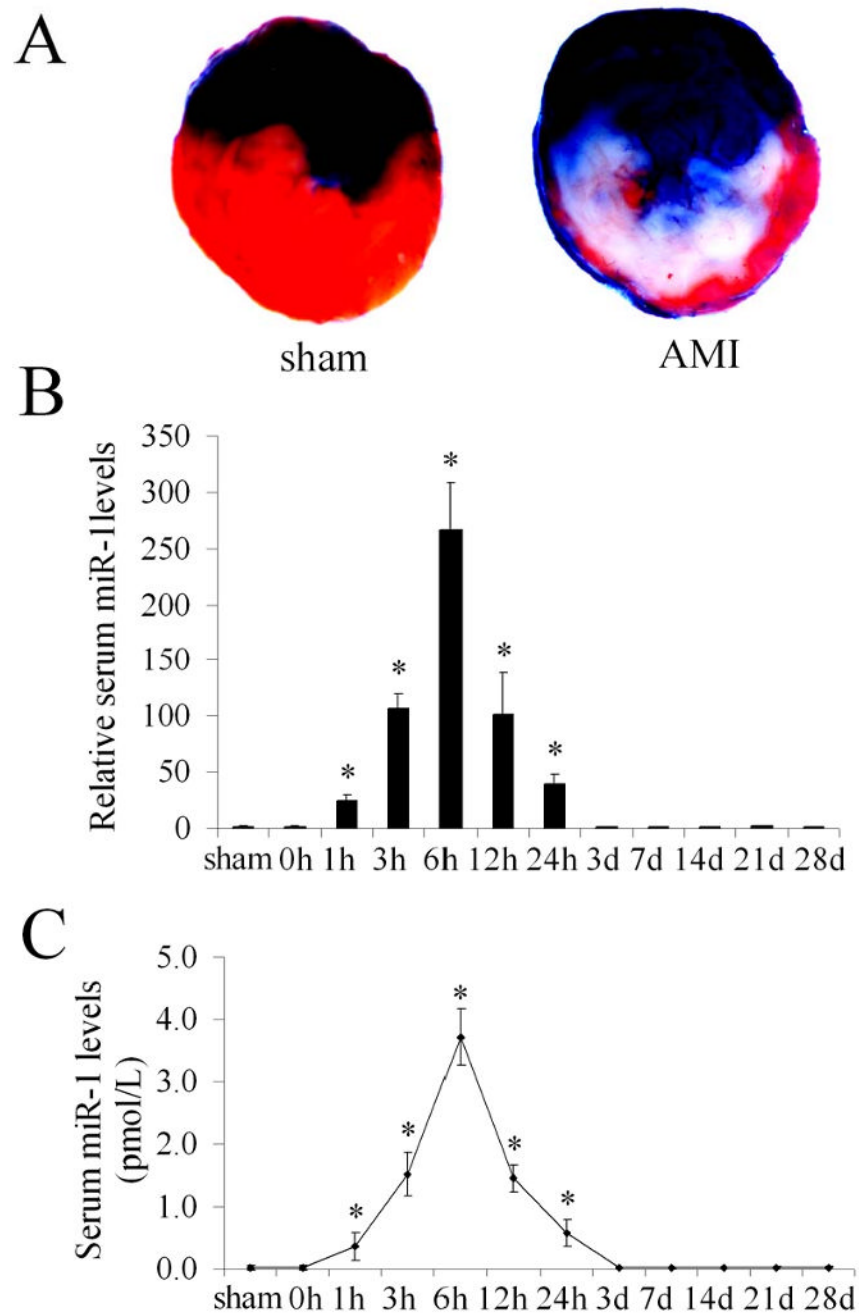 A
sham
AMI
B
Relative serum miR-1levels
350
300
250
200
150
100
50
0
*
*
*
*
*
sham 0h 1h 3h 6h 12h 24h 3d 7d 14d 21d 28d
C
Serum miR-1 levels
(pmol/L)
5.0
4.0
3.0
2.0
1.0
0.0
*
*
*
*
*
sham 0h 1h 3h 6h 12h 24h 3d 7d 14d 21d 28d